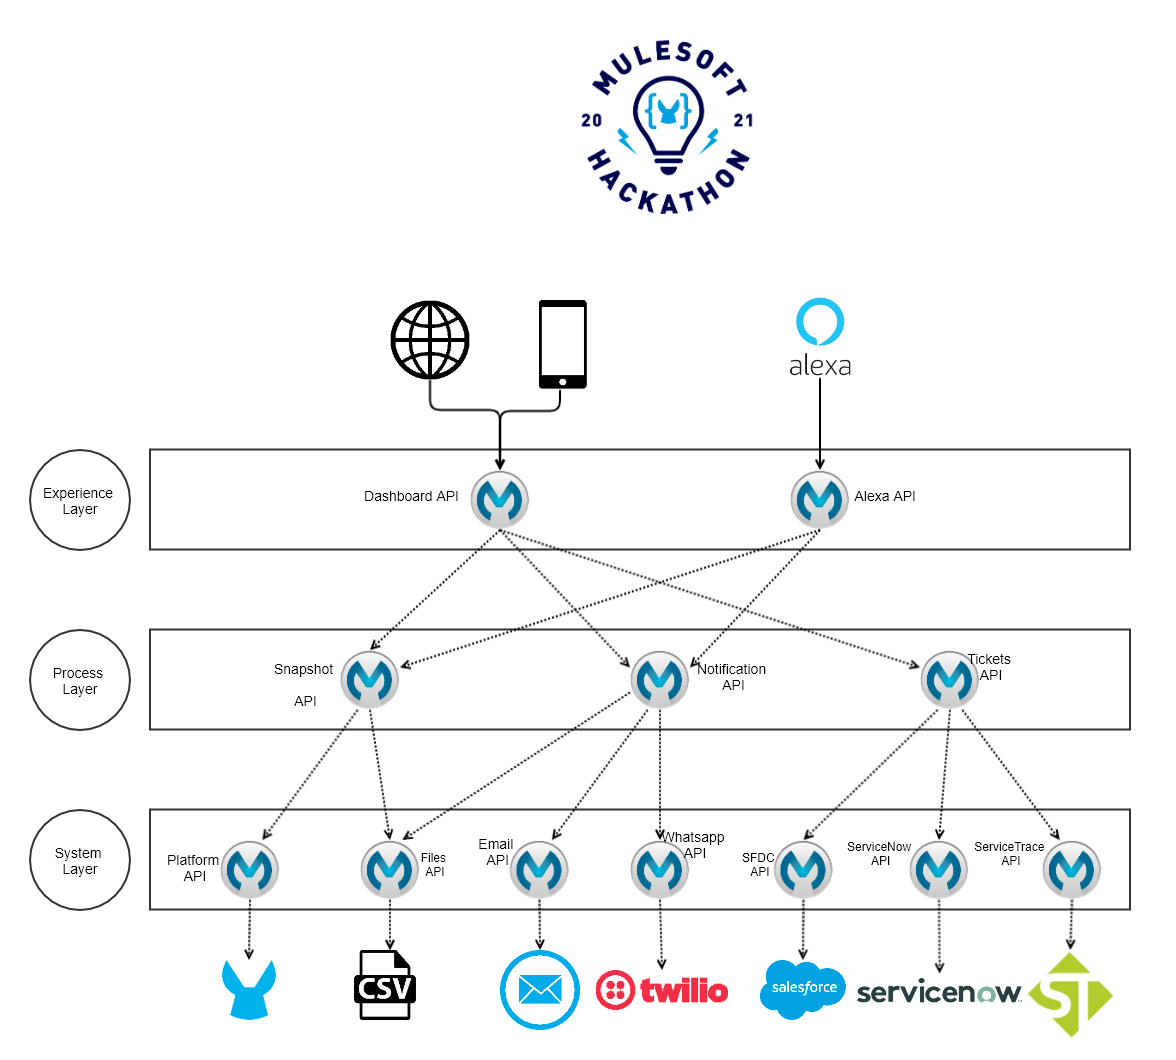 MULESOFT
20 21
HACKATHON
alexa
Experience
Layer
Dashboard API
Alexa API
Process
Layer
Snapshot
API
Notification
API
Tickets
API
System
Layer
Platform
API
Files
API
Email
API
Whatsapp
API
SFDC
API
ServiceNow
API
ServiceTrace
API
CSV
twilio
salesforce
servicenow
ST